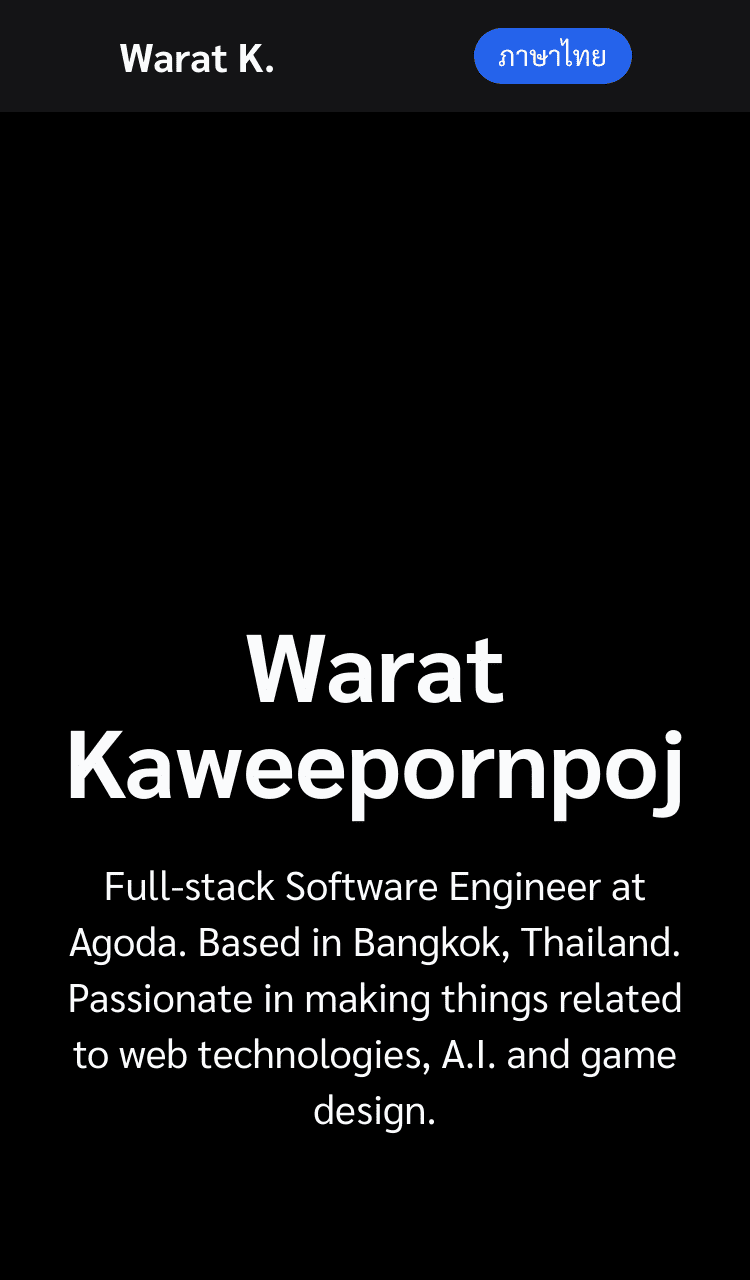 Warat K.
ภาษาไทย
Warat
Kaweepornpoj
Full-stack Software Engineer at
Agoda. Based in Bangkok, Thailand.
Passionate in making things related
to web technologies, A.I. and game
design.